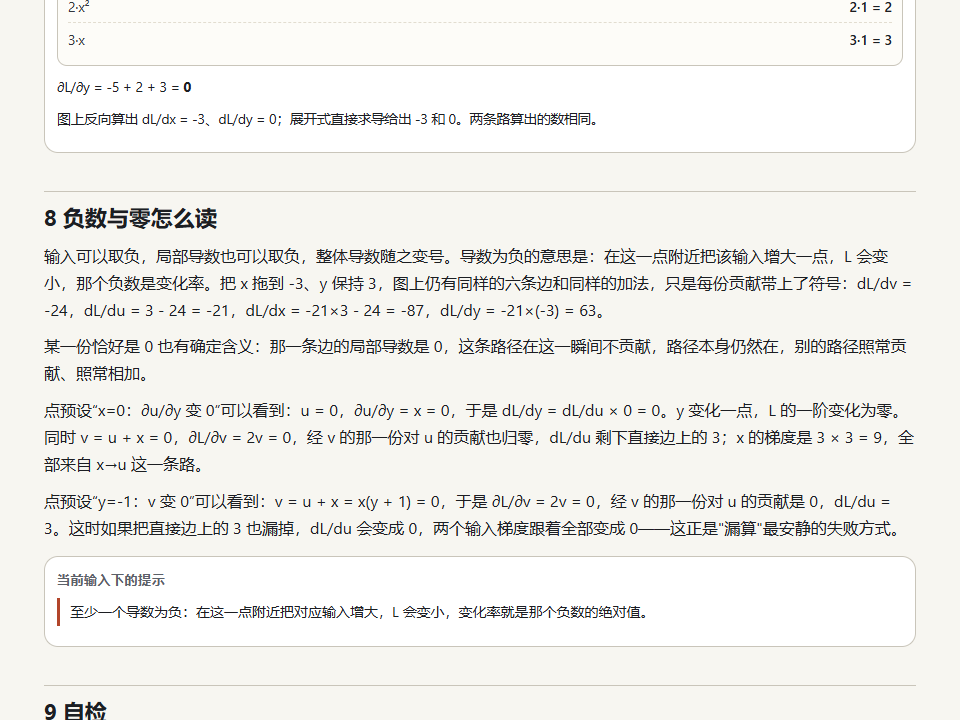 2·x² 2·1 = 2
3·x 3·1 = 3
∂L/∂y = -5 + 2 + 3 = 0
图上反向算出 dL/dx = -3、dL/dy = 0；展开式直接求导给出 -3 和 0。两条路算出的数相同。
8 负数与零怎么读
输入可以取负，局部导数也可以取负，整体导数随之变号。导数为负的意思是：在这一点附近把该输入增大一点，L 会变
小，那个负数是变化率。把 x 拖到 -3、y 保持 3，图上仍有同样的六条边和同样的加法，只是每份贡献带上了符号：dL/dv =
-24，dL/du = 3 - 24 = -21，dL/dx = -21×3 - 24 = -87，dL/dy = -21×(-3) = 63。
某一份恰好是 0 也有确定含义：那一条边的局部导数是 0，这条路径在这一瞬间不贡献，路径本身仍然在，别的路径照常贡
献、照常相加。
点预设"x=0：∂u/∂y 变 0"可以看到：u = 0，∂u/∂y = x = 0，于是 dL/dy = dL/du × 0 = 0。y 变化一点，L 的一阶变化为零。
同时 v = u + x = 0，∂L/∂v = 2v = 0，经 v 的那一份对 u 的贡献也归零，dL/du 剩下直接边上的 3；x 的梯度是 3 × 3 = 9，全
部来自 x→u 这一条路。
点预设"y=-1：v 变 0"可以看到：v = u + x = x(y + 1) = 0，于是 ∂L/∂v = 2v = 0，经 v 的那一份对 u 的贡献是 0，dL/du =
3。这时如果把直接边上的 3 也漏掉，dL/du 会变成 0，两个输入梯度跟着全部变成 0——这正是"漏算"最安静的失败方式。
当前输入下的提示
至少一个导数为负：在这一点附近把对应输入增大，L 会变小，变化率就是那个负数的绝对值。
9 自检